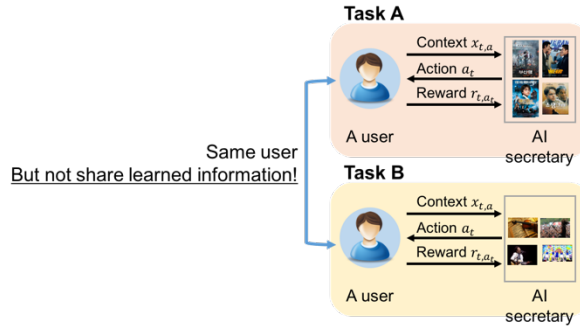 Task A
Context x_{t,a}
Action a_t
Reward r_{t,a_t}
A user
AI
secretary
Same user
But not share learned information!
Task B
Context x_{t,a}
Action a_t
Reward r_{t,a_t}
A user
AI
secretary